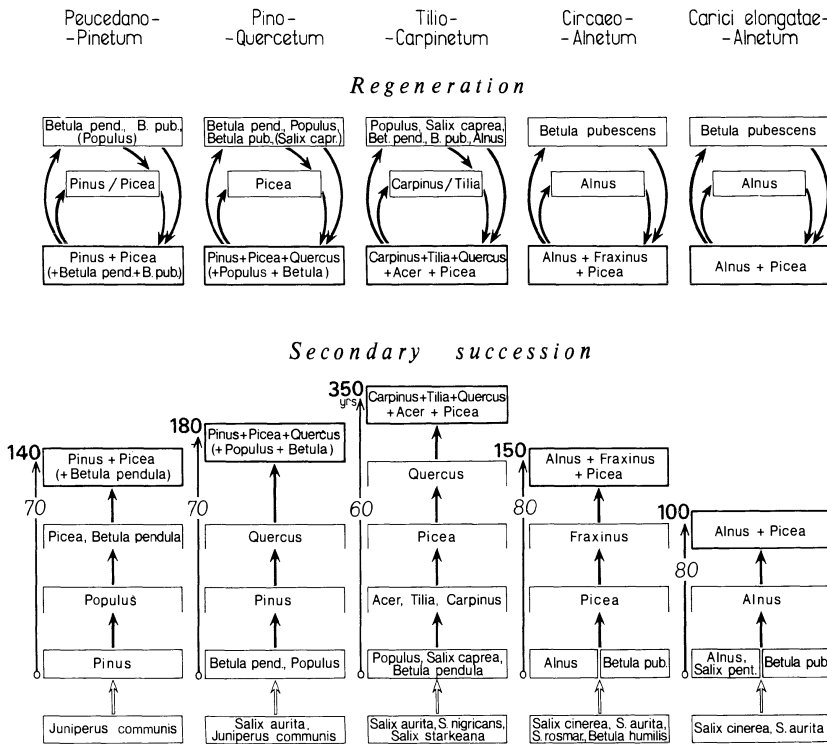 Peucedano-
-Pinetum
Pino-
-Quercetum
Tilio-
-Carpinetum
Circaeo-
-Alnetum
Carici elongatae-
-Alnetum
Regeneration
Betula pend., B. pub.,
(Populus)
Pinus / Picea
Pinus + Picea
(+Betula pend.+B. pub.)
Betula pend., Populus,
Betula pub.,(Salix capr.)
Picea
Pinus+Picea+Quercus
(+Populus + Betula)
Populus, Salix caprea,
Bet. pend., B. pub., Alnus
Carpinus/Tilia
Carpinus+Tilia+Quercus
+Acer + Picea
Betula pubescens
Alnus
Alnus + Fraxinus
+ Picea
Betula pubescens
Alnus
Alnus + Picea
Secondary succession
140
70
Pinus + Picea
(+ Betula pendula)
Picea, Betula pendula
Populus
Pinus
Juniperus communis
180
70
Pinus+Picea+Quercus
(+Populus + Betula)
Quercus
Pinus
Betula pend., Populus
Salix aurita,
Juniperus communis
350
yrs
60
Carpinus+Tilia+Quercus
+Acer + Picea
Quercus
Picea
Acer, Tilia, Carpinus
Populus, Salix caprea,
Betula pendula
Salix aurita, S. nigricans,
Salix starkeana
150
80
Alnus + Fraxinus
+ Picea
Fraxinus
Picea
Alnus
Betula pub.
Salix cinerea, S. aurita,
S. rosmar., Betula humilis
100
80
Alnus + Picea
Alnus
Alnus,
Salix pent.
Betula pub.
Salix cinerea, S. aurita